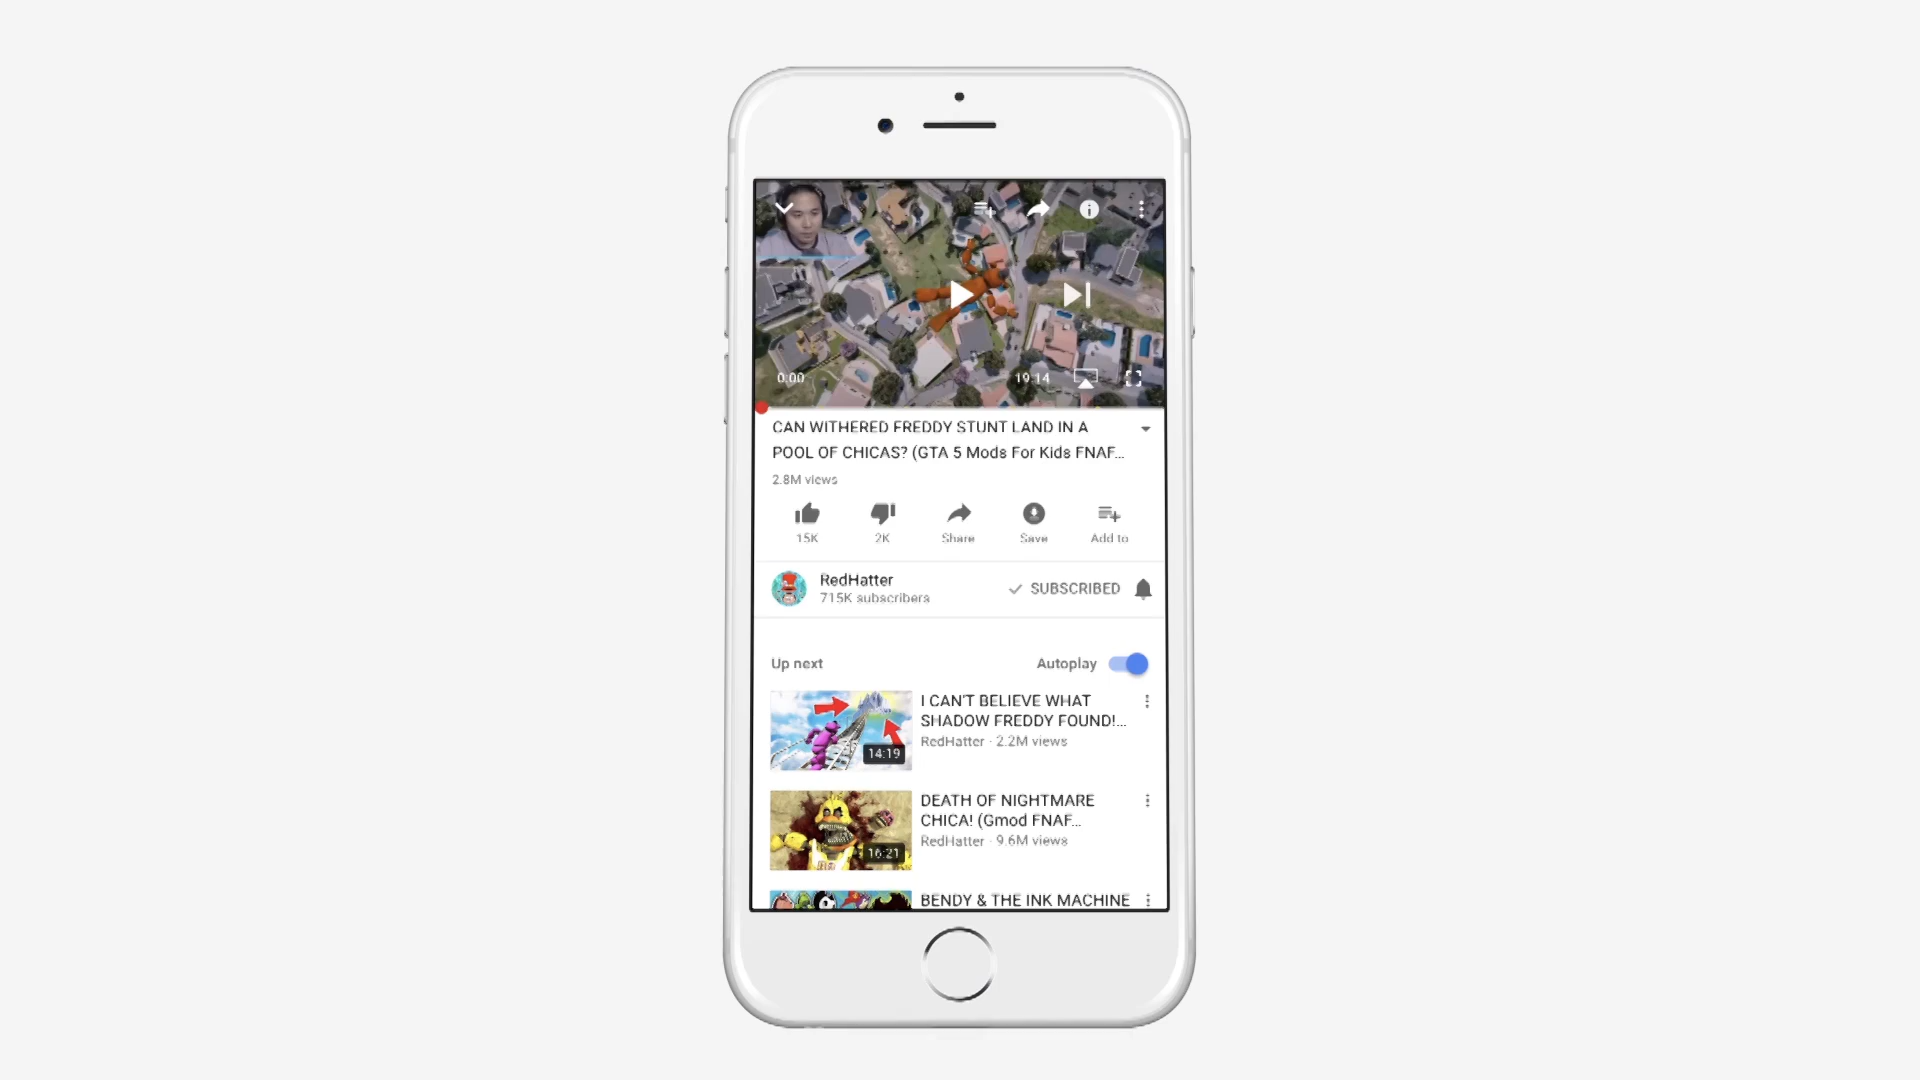 0:00
19:14
CAN WITHERED FREDDY STUNT LAND IN A
POOL OF CHICAS? (GTA 5 Mods For Kids FNAF...
2.8M views
15K
2K
Share
Save
Add to
RedHatter
715K subscribers
SUBSCRIBED
Up next
Autoplay
14:19
I CAN'T BELIEVE WHAT
SHADOW FREDDY FOUND!...
RedHatter · 2.2M views
16:21
DEATH OF NIGHTMARE
CHICA! (Gmod FNAF...
RedHatter · 9.6M views
BENDY & THE INK MACHINE